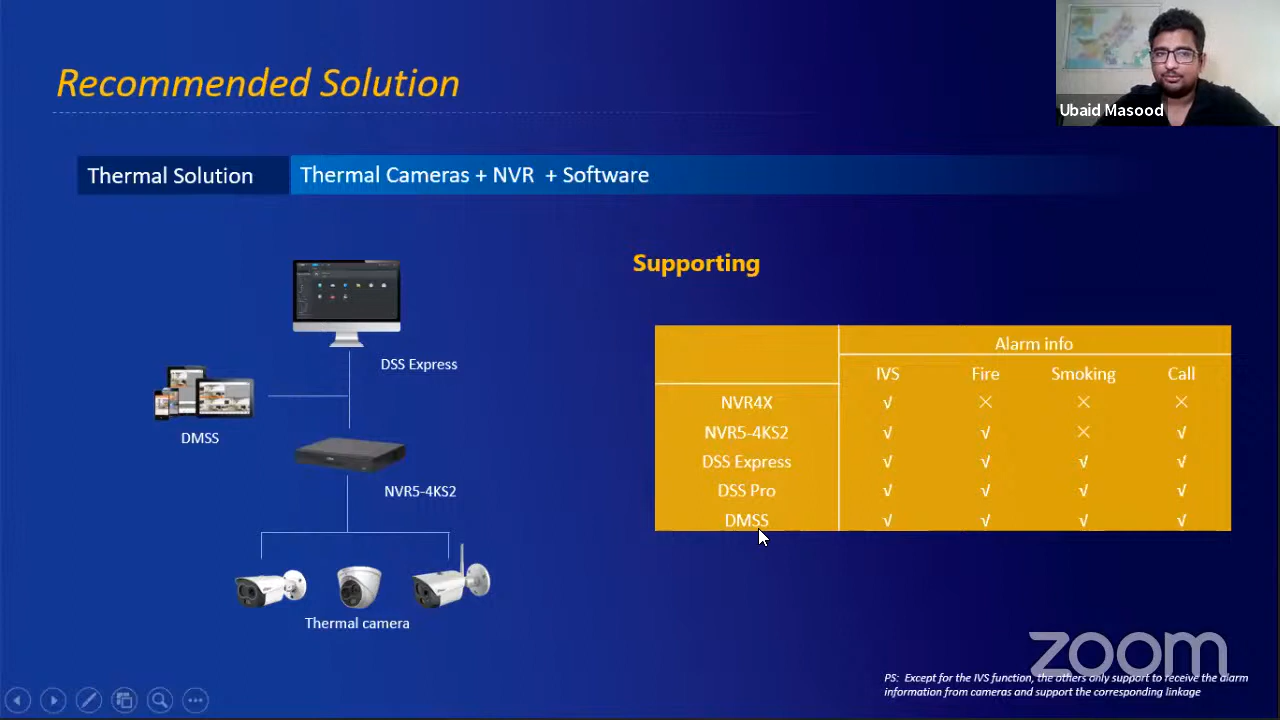 Recommended Solution
Ubaid Masood
Thermal Solution
Thermal Cameras + NVR + Software
DSS Express
DMSS
NVR5-4KS2
Thermal camera
Supporting
Alarm info
IVS Fire Smoking Call
NVR4X √ × × ×
NVR5-4KS2 √ √ × √
DSS Express √ √ √ √
DSS Pro √ √ √ √
DMSS √ √ √ √
zoom
PS: Except for the IVS function, the others only support to receive the alarm
information from cameras and support the corresponding linkage